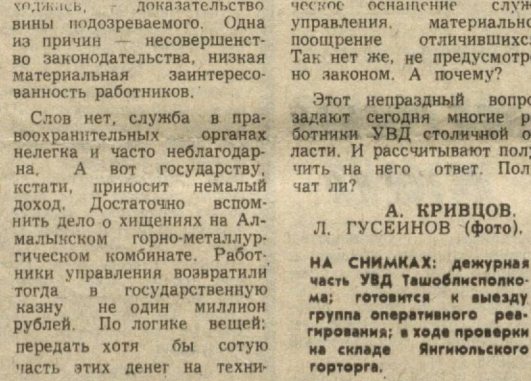 ходилсь, доказательство
вины подозреваемого. Одна
из причин — несовершенст-
во законодательства, низкая
материальная заинтересо-
ванность работников.
Слов нет, служба в пра-
воохранительных органах
нелегка и часто неблагодар-
на. А вот государству,
кстати, приносит немалый
доход. Достаточно вспом-
нить дело о хищениях на Ал-
малыкском горно-металлур-
гическом комбинате. Работ-
ники управления возвратили
тогда в государственную
казну не один миллион
рублей. По логике вещей:
передать хотя бы сотую
часть этих денег на техни-
ческое оснащение служ
управления, материальн
поощрение отличившихс
Так нет же, не предусмотре
но законом. А почему?
Этот непраздный вопро
задают сегодня многие р
ботники УВД столичной о
ласти. И рассчитывают пол
чить на него ответ. Пол
чат ли?
А. КРИВЦОВ.
Л. ГУСЕИНОВ (фото).
НА СНИМКАХ: дежурная
часть УВД Ташоблисполко-
ма; готовится к выезду
группа оперативного реа-
гирования; в ходе проверки
на складе Янгиюльского
горторга.